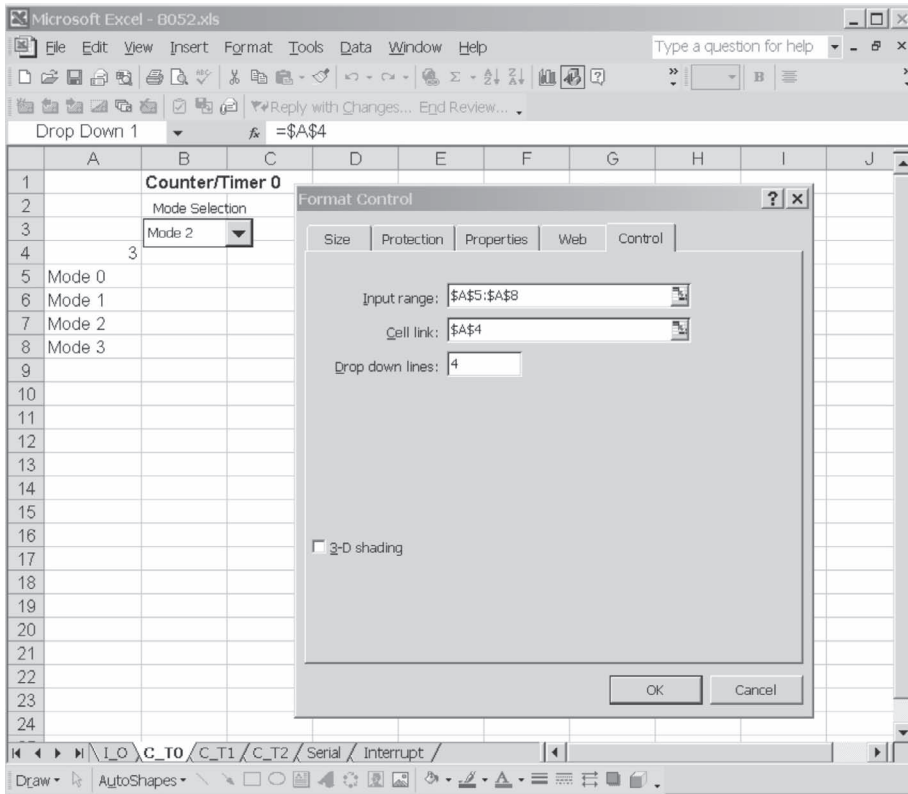 Microsoft Excel - 8052.xls
File Edit View Insert Format Tools Data Window Help Type a question for help
Reply with Changes... End Review...
Drop Down 1 fx =$A$4
A B C D E F G H I J
1 Counter/Timer 0
2 Mode Selection
3 Mode 2
4 3
5 Mode 0
6 Mode 1
7 Mode 2
8 Mode 3
9
10
11
12
13
14
15
16
17
18
19
20
21
22
23
24
Format Control
Size Protection Properties Web Control
Input range: $A$5:$A$8
Cell link: $A$4
Drop down lines: 4
3-D shading
OK Cancel
I_O C_T0 C_T1 C_T2 Serial Interrupt
Draw AutoShapes